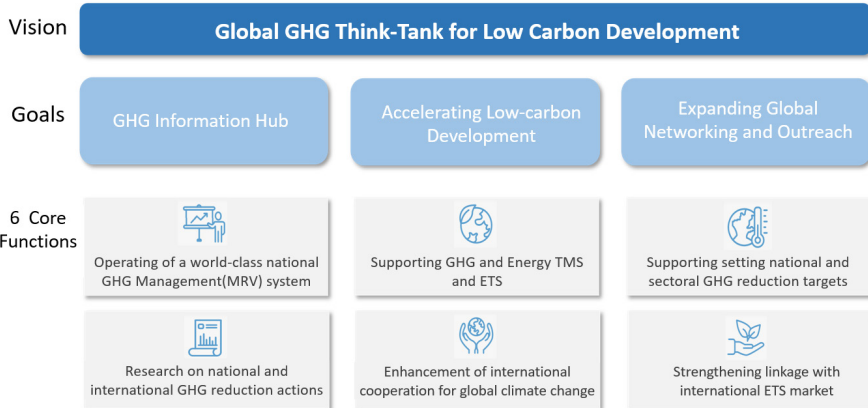 Vision
Global GHG Think-Tank for Low Carbon Development
Goals
GHG Information Hub
Accelerating Low-carbon
Development
Expanding Global
Networking and Outreach
6 Core
Functions
Operating of a world-class national
GHG Management(MRV) system
Supporting GHG and Energy TMS
and ETS
Supporting setting national and
sectoral GHG reduction targets
Research on national and
international GHG reduction actions
Enhancement of international
cooperation for global climate change
Strengthening linkage with
international ETS market